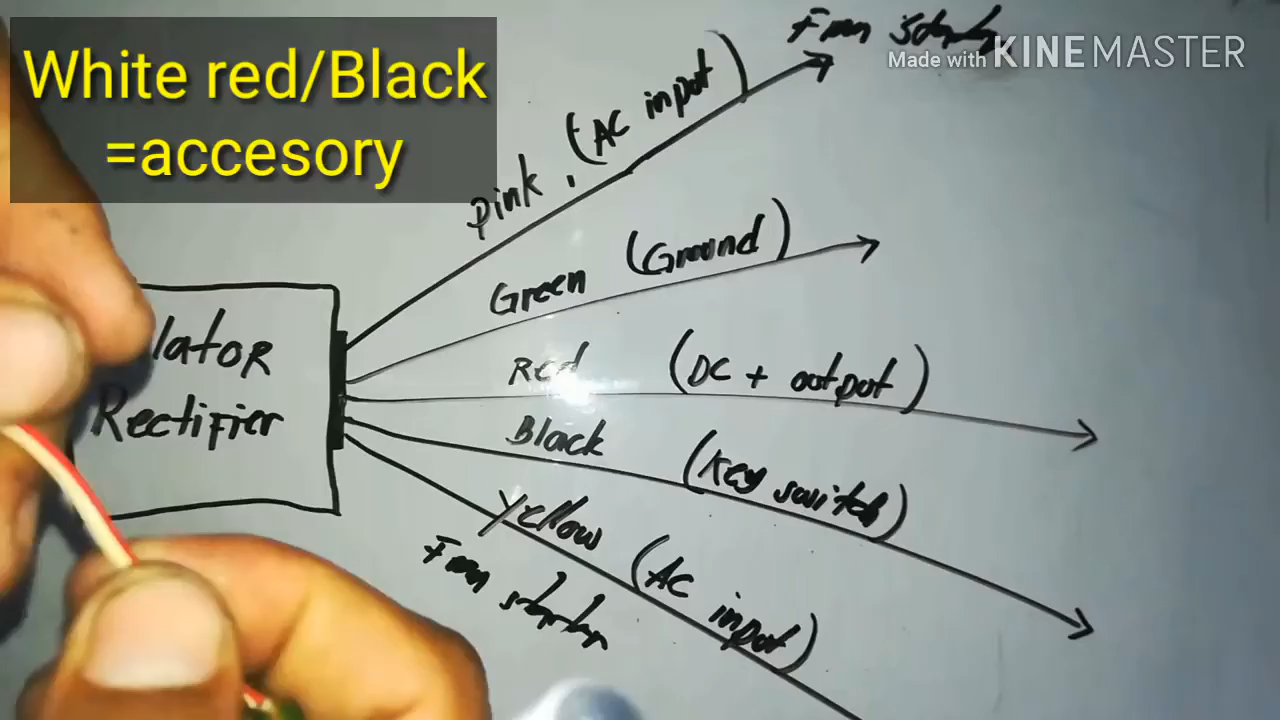 White red/Black
=accesory
Made with KINEMASTER
From
Pink, (AC input)
Green (Ground)
lator
Rectifier
Red (DC + output)
Black (Key switch)
Yellow (AC input)
From